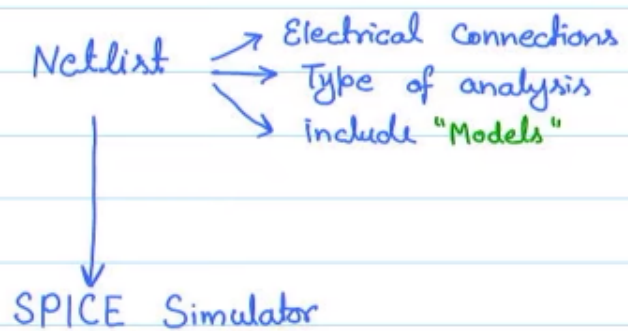 Electrical Connections
Netlist
Type of analysis
include "Models"
SPICE Simulator